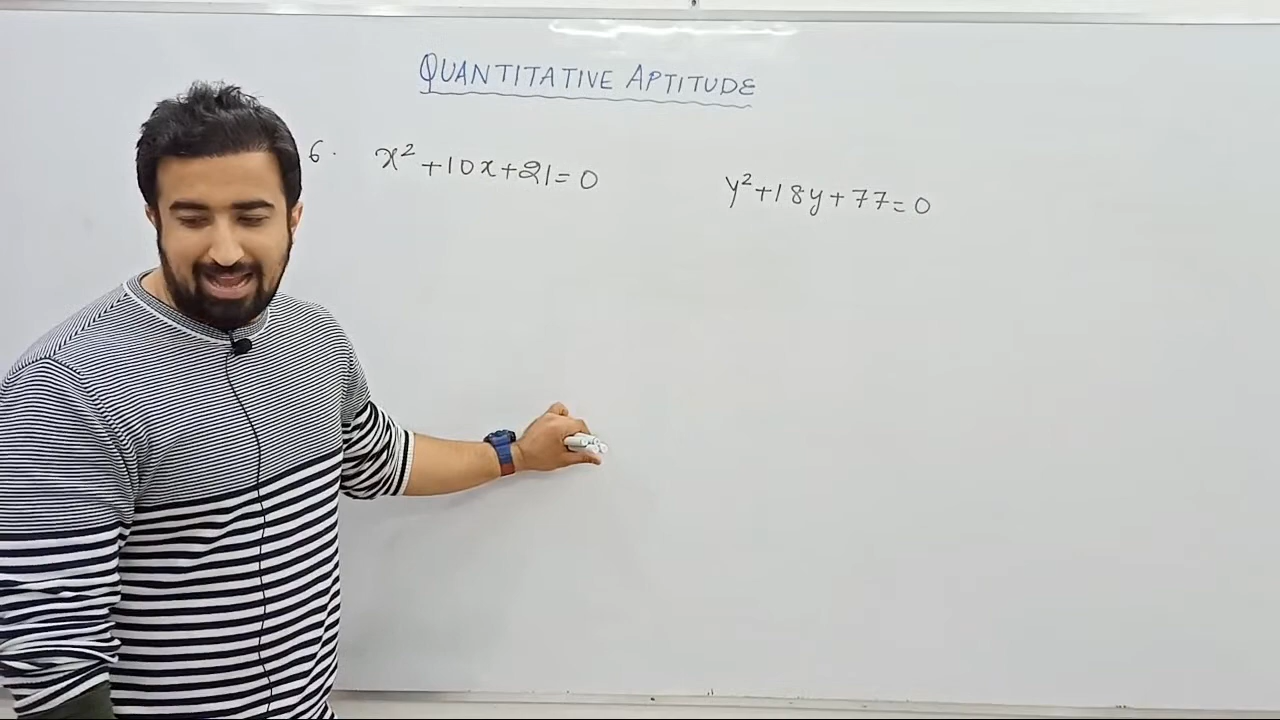 QUANTITATIVE APTITUDE
6. x² + 10x + 21 = 0
y² + 18y + 77 = 0